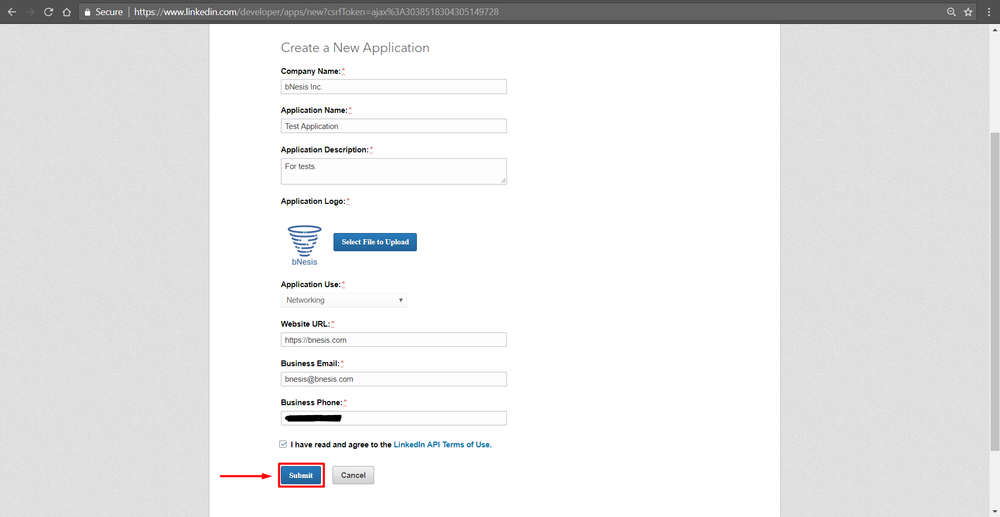 Secure https://www.linkedin.com/developer/apps/new?csrfToken=ajax%3A3038518304305149728
Create a New Application
Company Name:*
bNesis Inc.
Application Name:*
Test Application
Application Description:*
For tests.
Application Logo:*
bNesis
Select File to Upload
Application Use:*
Networking
Website URL:*
https://bnesis.com
Business Email:*
bnesis@bnesis.com
Business Phone:*
I have read and agree to the LinkedIn API Terms of Use.
Submit Cancel